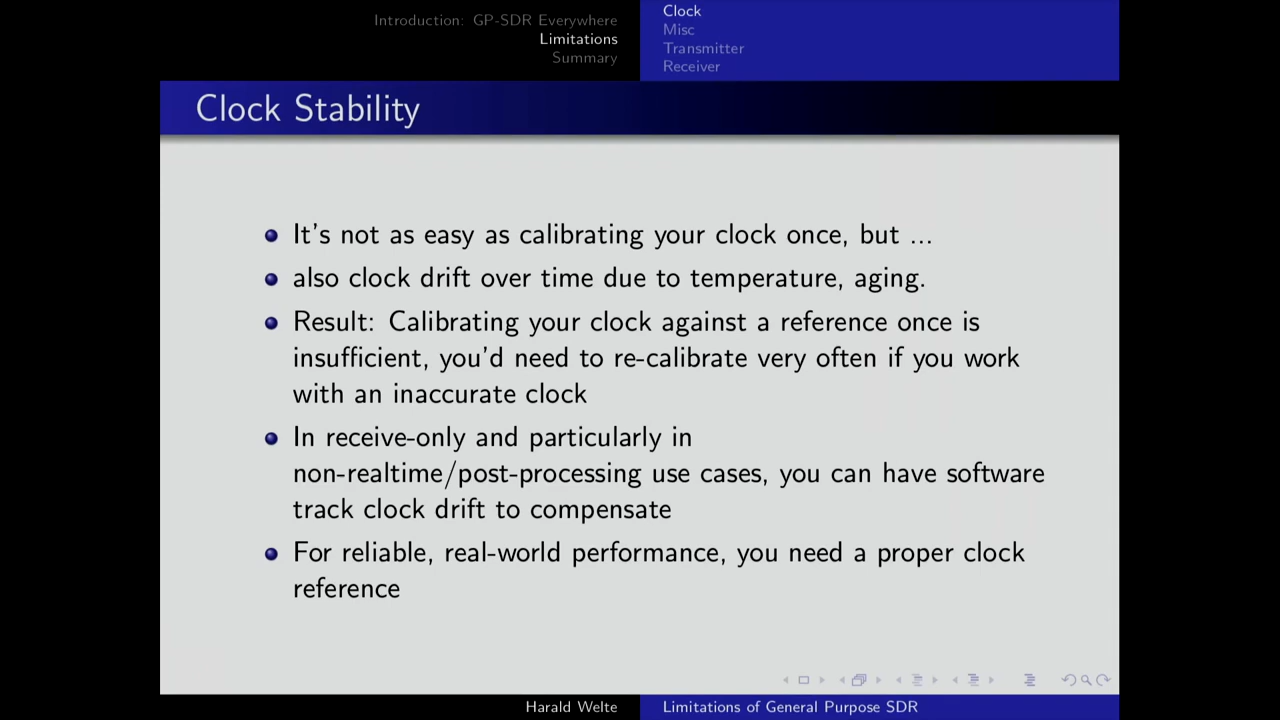 Introduction: GP-SDR Everywhere
Limitations
Summary
Clock
Misc
Transmitter
Receiver
Clock Stability
It's not as easy as calibrating your clock once, but ...
also clock drift over time due to temperature, aging.
Result: Calibrating your clock against a reference once is
insufficient, you'd need to re-calibrate very often if you work
with an inaccurate clock
In receive-only and particularly in
non-realtime/post-processing use cases, you can have software
track clock drift to compensate
For reliable, real-world performance, you need a proper clock
reference
Harald Welte
Limitations of General Purpose SDR